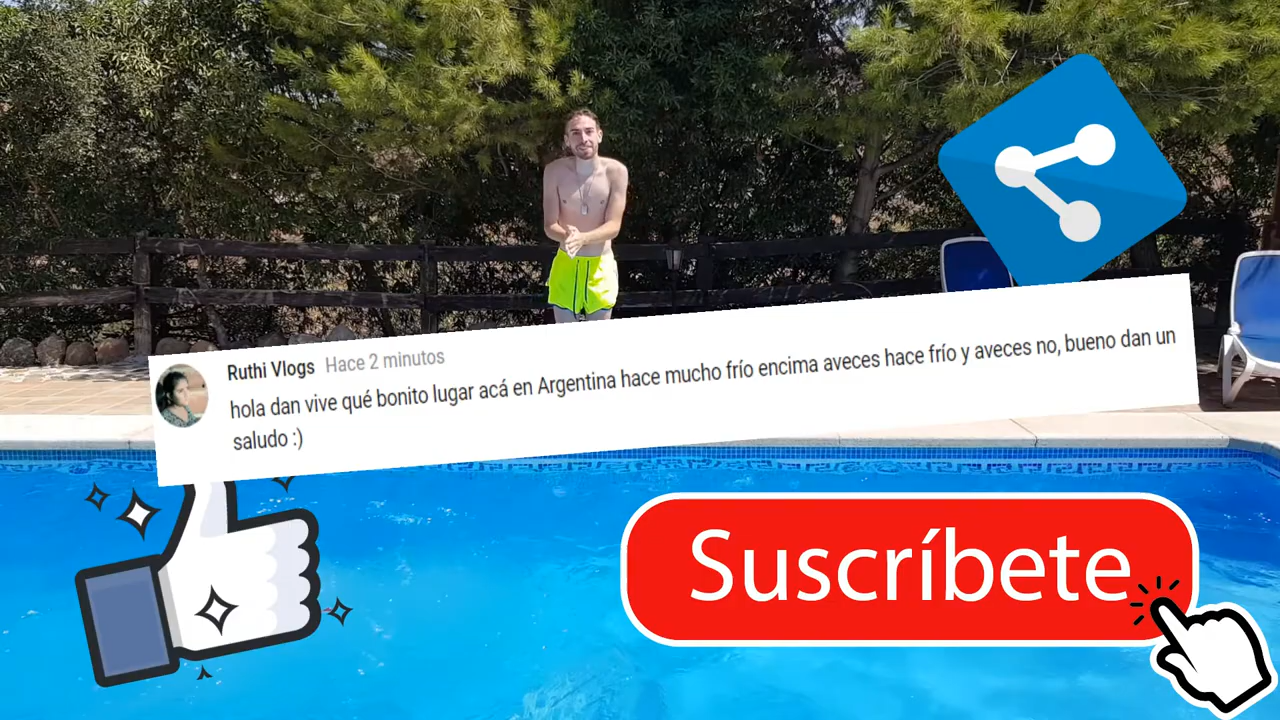 Ruthi Vlogs Hace 2 minutos
hola dan vive qué bonito lugar acá en Argentina hace mucho frío encima aveces hace frío y aveces no, bueno dan un
saludo :)
Suscríbete